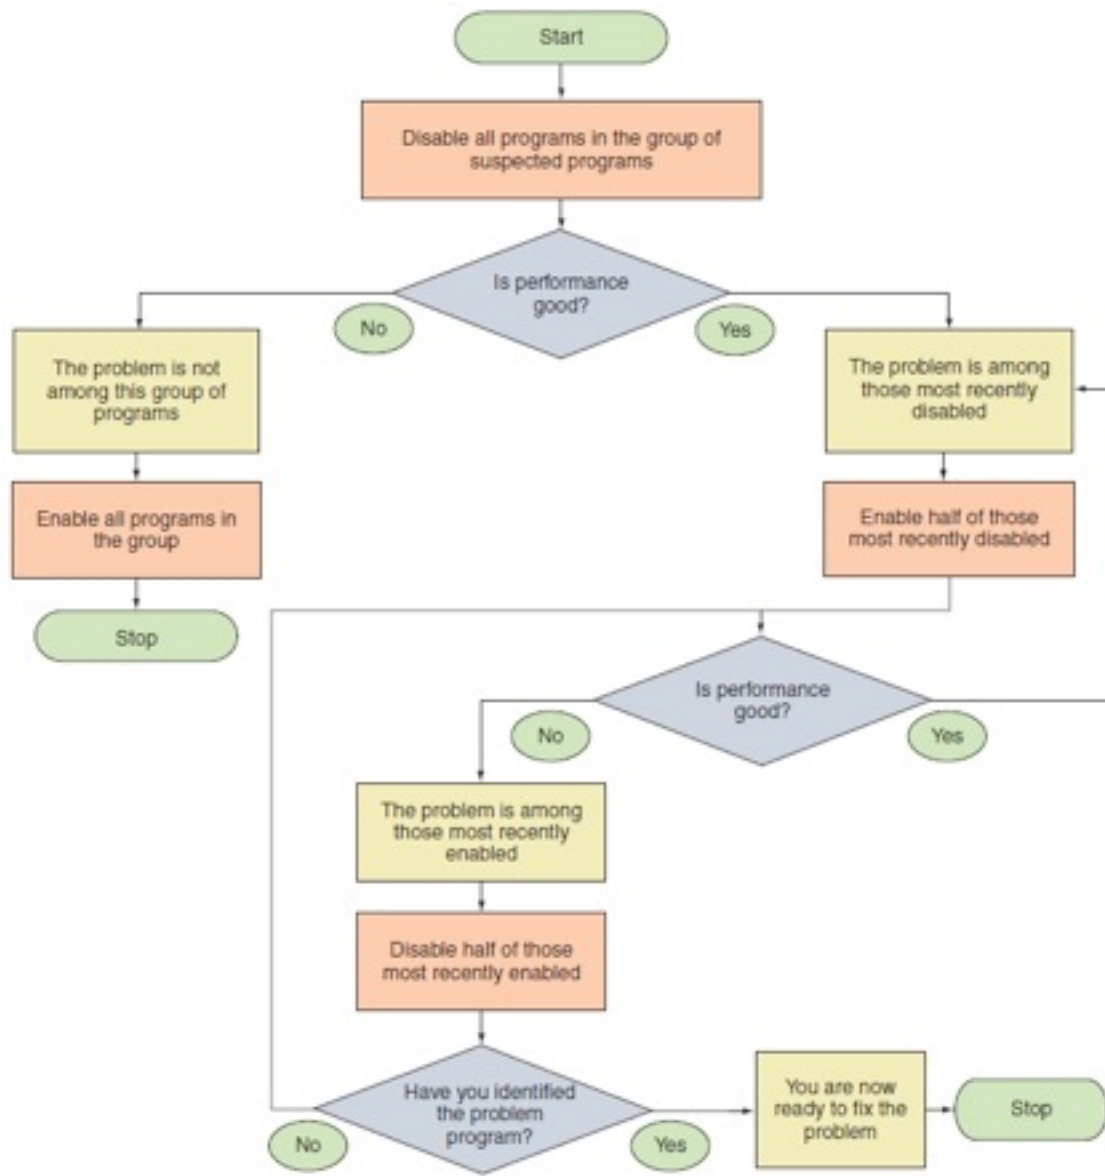 Start
Disable all programs in the group of
suspected programs
Is performance
good?
No
Yes
The problem is not
among this group of
programs
The problem is among
those most recently
disabled
Enable all programs in
the group
Enable half of those
most recently disabled
Stop
Is performance
good?
No
Yes
The problem is among
those most recently
enabled
Disable half of those
most recently enabled
Have you identified
the problem
program?
No
Yes
You are now
ready to fix the
problem
Stop